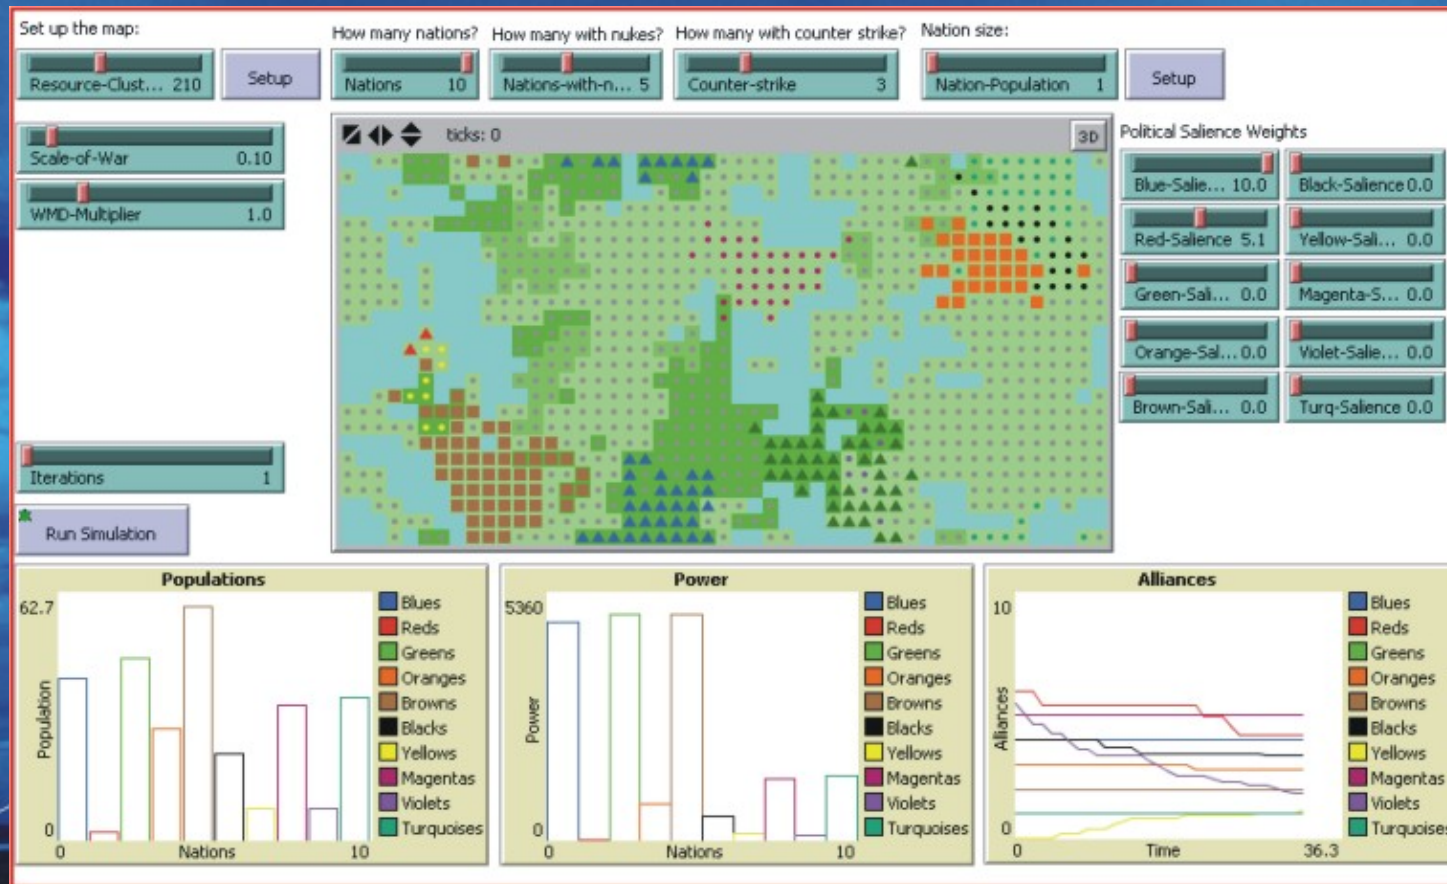 Set up the map:
How many nations? How many with nukes? How many with counter strike? Nation size:
Resource-Clust... 210
Setup
Nations 10
Nations-with-n... 5
Counter-strike 3
Nation-Population 1
Setup
Scale-of-War 0.10
WMD-Multiplier 1.0
ticks: 0
3D
Political Salience Weights
Blue-Salie... 10.0
Black-Salience 0.0
Red-Salience 5.1
Yellow-Sali... 0.0
Green-Sali... 0.0
Magenta-S... 0.0
Orange-Sal... 0.0
Violet-Salie... 0.0
Brown-Sali... 0.0
Turq-Salience 0.0
Iterations 1
Run Simulation
Populations
62.7
Population
0
0
Nations
10
Blues
Reds
Greens
Oranges
Browns
Blacks
Yellows
Magentas
Violets
Turquoises
Power
5360
Power
0
0
Nations
10
Blues
Reds
Greens
Oranges
Browns
Blacks
Yellows
Magentas
Violets
Turquoises
Alliances
10
Alliances
0
0
Time
36.3
Blues
Reds
Greens
Oranges
Browns
Blacks
Yellows
Magentas
Violets
Turquoises